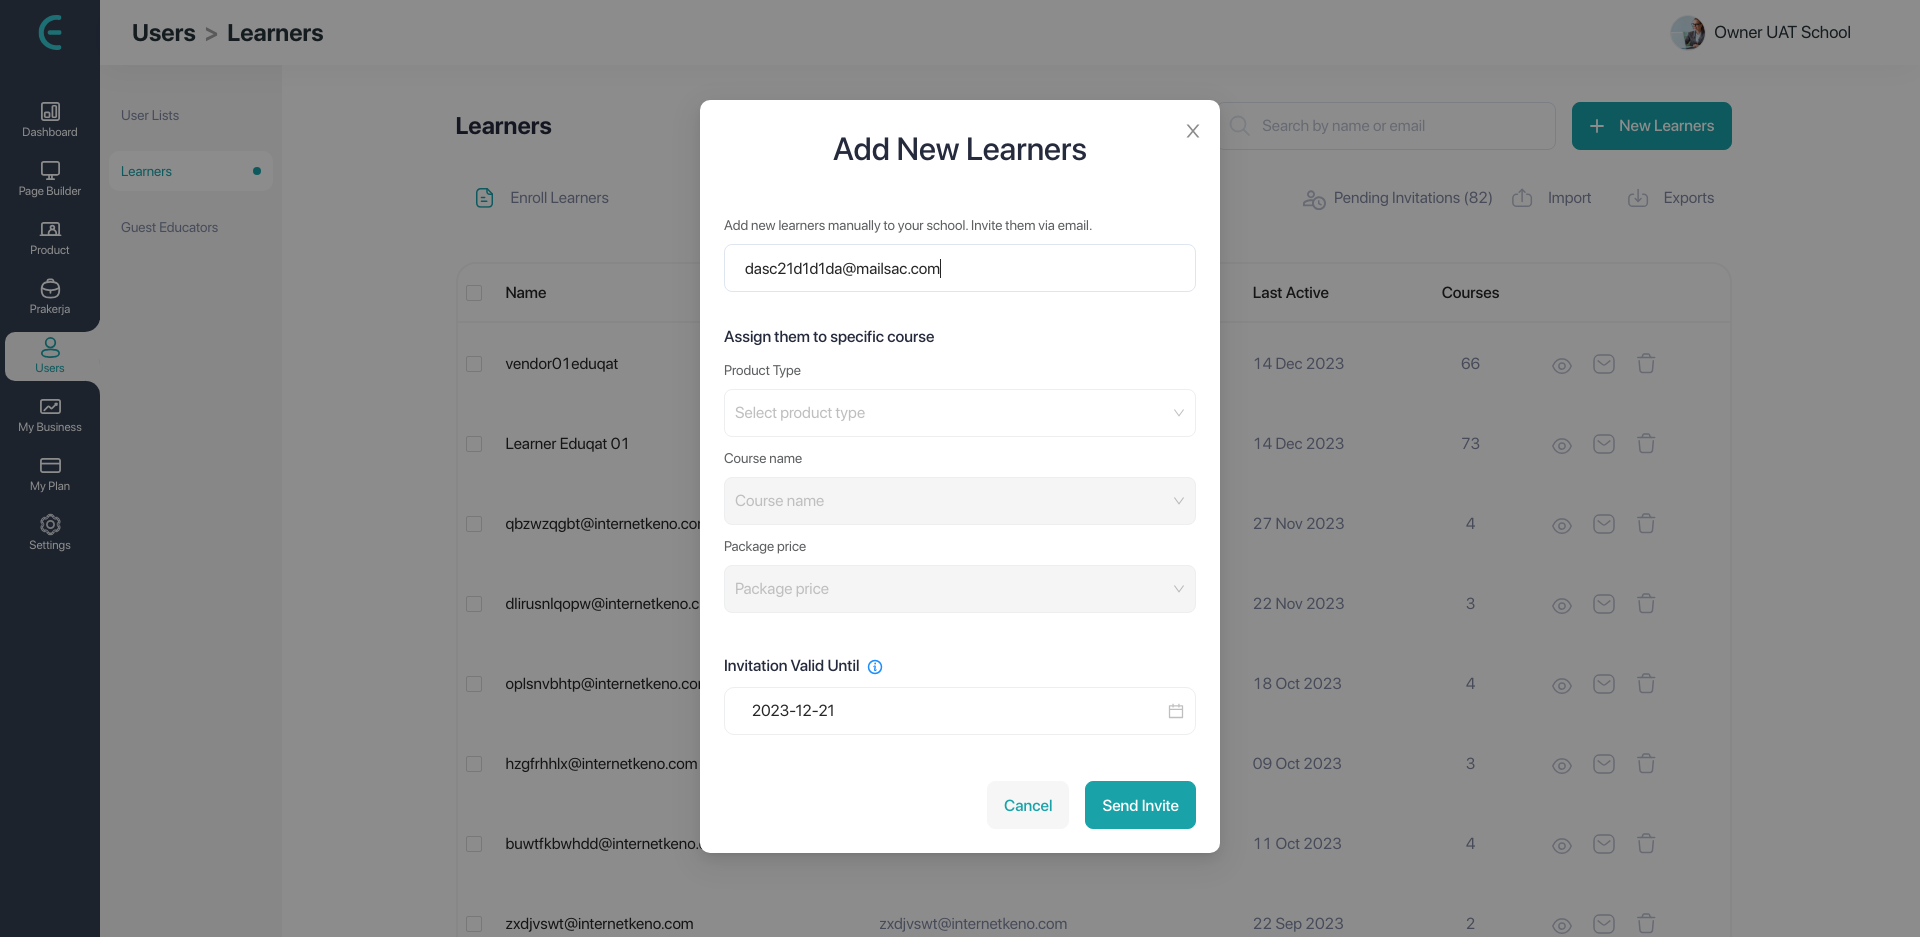 Users > Learners
Owner UAT School
Dashboard
Page Builder
Product
Prakerja
Users
My Business
My Plan
Settings
User Lists
Learners
Guest Educators
Learners
Search by name or email
New Learners
Enroll Learners
Pending Invitations (82)
Import
Exports
Name
Last Active
Courses
vendor01eduqat
14 Dec 2023
66
Learner Eduqat 01
14 Dec 2023
73
qbzwzqgbt@internetkeno.co
27 Nov 2023
4
dlirusnlqopw@internetkeno.c
22 Nov 2023
3
oplsnvbhtp@internetkeno.co
18 Oct 2023
4
hzgfrhhlx@internetkeno.com
09 Oct 2023
3
buwtfkbwhdd@internetkeno.
11 Oct 2023
4
zxdjvswt@internetkeno.com
zxdjvswt@internetkeno.com
22 Sep 2023
2
Add New Learners
Add new learners manually to your school. Invite them via email.
dasc21d1d1da@mailsac.com
Assign them to specific course
Product Type
Select product type
Course name
Course name
Package price
Package price
Invitation Valid Until
2023-12-21
Cancel
Send Invite